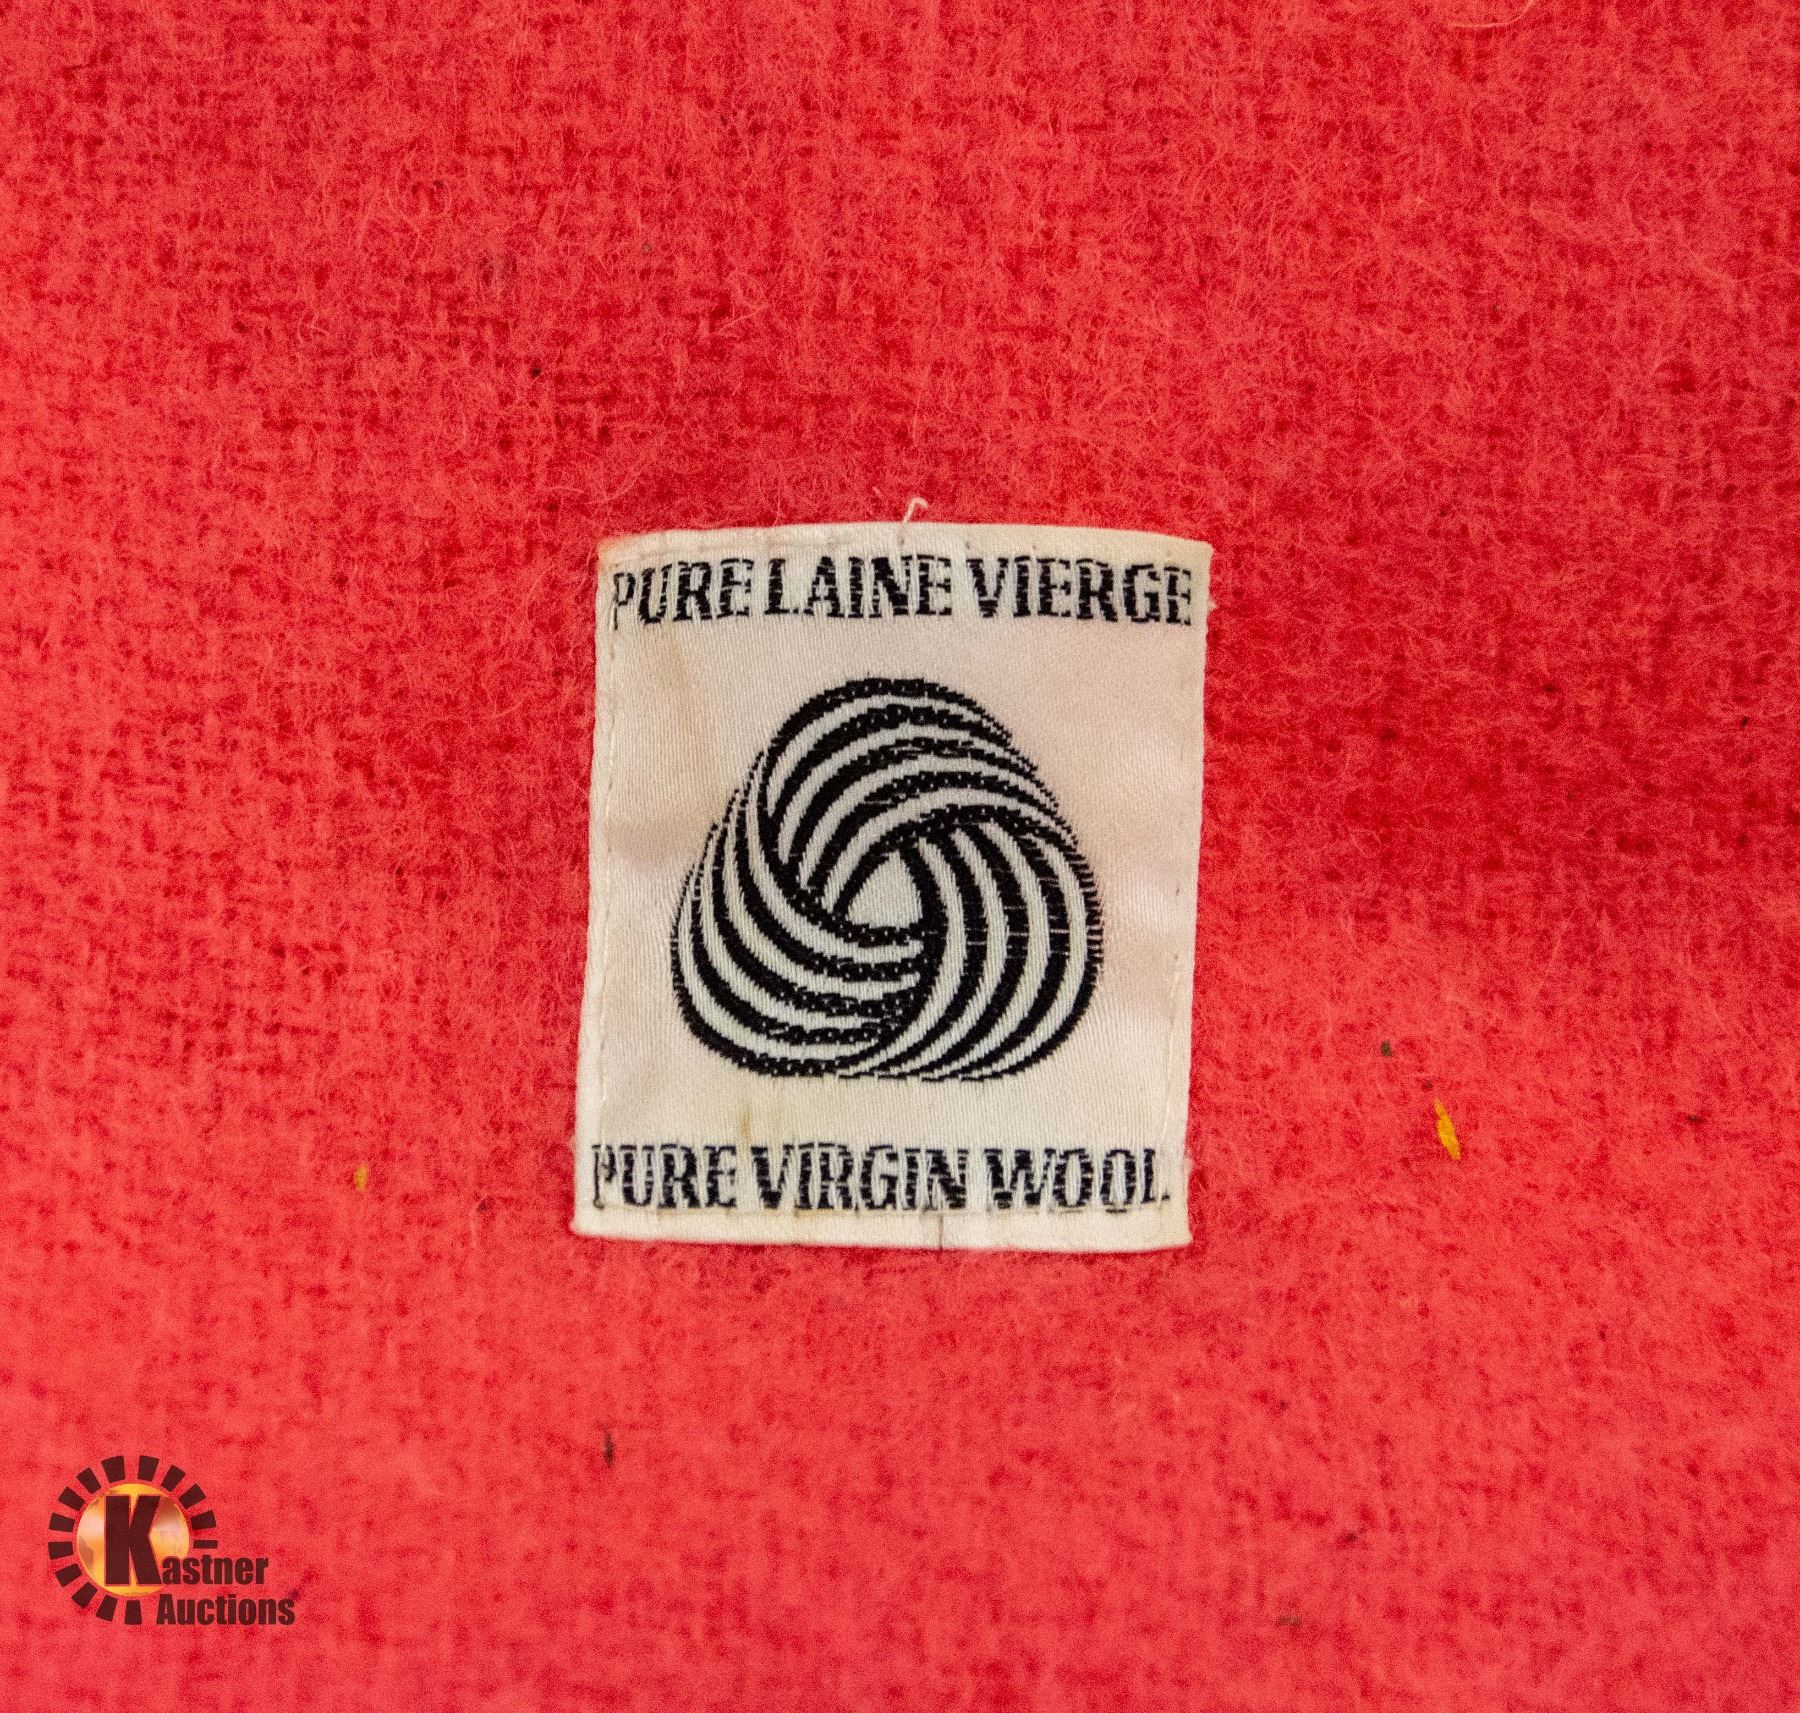 PURE LAINE VIERGE
PURE VIRGIN WOOL
Kastner
Auctions